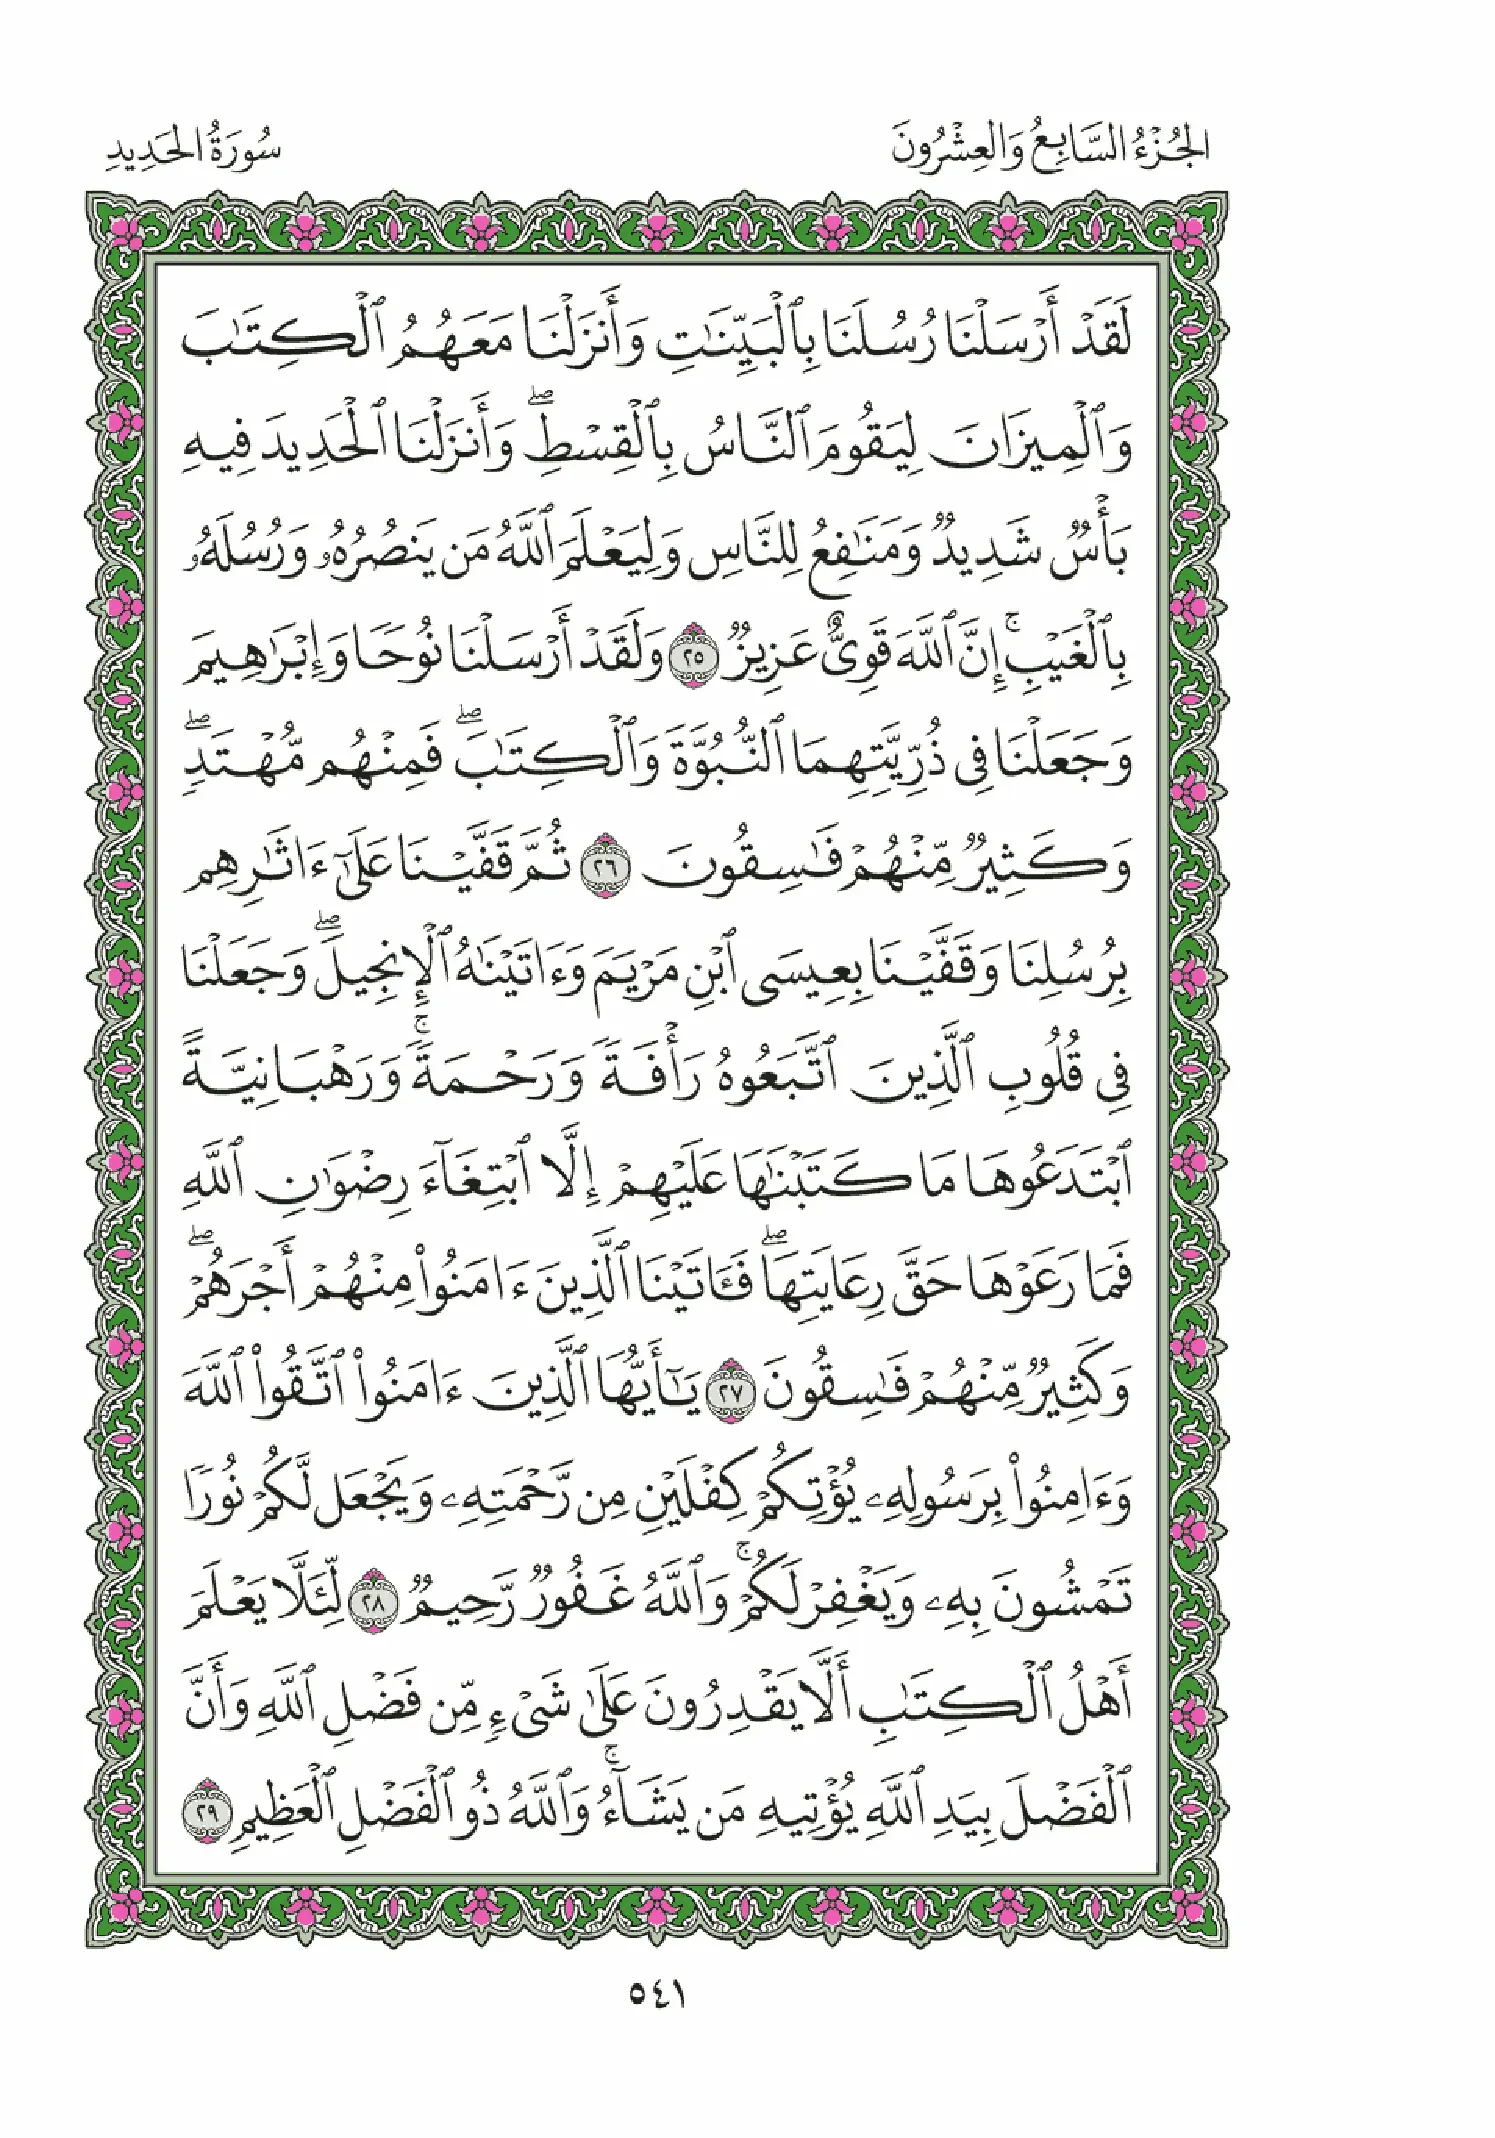 الجُزْءُ السَّابِعُ وَالعِشْرُونَ
سُورَةُ الحَدِيدِ
لَقَدْ أَرْسَلْنَا رُسُلَنَا بِٱلْبَيِّنَٰتِ وَأَنزَلْنَا مَعَهُمُ ٱلْكِتَٰبَ
وَٱلْمِيزَانَ لِيَقُومَ ٱلنَّاسُ بِٱلْقِسْطِۖ وَأَنزَلْنَا ٱلْحَدِيدَ فِيهِ
بَأْسٌ شَدِيدٌ وَمَنَٰفِعُ لِلنَّاسِ وَلِيَعْلَمَ ٱللَّهُ مَن يَنصُرُهُۥ وَرُسُلَهُۥ
بِٱلْغَيْبِۚ إِنَّ ٱللَّهَ قَوِىٌّ عَزِيزٌ ٢٥ وَلَقَدْ أَرْسَلْنَا نُوحًا وَإِبْرَٰهِيمَ
وَجَعَلْنَا فِى ذُرِّيَّتِهِمَا ٱلنُّبُوَّةَ وَٱلْكِتَٰبَۖ فَمِنْهُم مُّهْتَدٍۖ
وَكَثِيرٌ مِّنْهُمْ فَٰسِقُونَ ٢٦ ثُمَّ قَفَّيْنَا عَلَىٰٓ ءَاثَٰرِهِم
بِرُسُلِنَا وَقَفَّيْنَا بِعِيسَى ٱبْنِ مَرْيَمَ وَءَاتَيْنَٰهُ ٱلْإِنجِيلَۖ وَجَعَلْنَا
فِى قُلُوبِ ٱلَّذِينَ ٱتَّبَعُوهُ رَأْفَةً وَرَحْمَةًۚ وَرَهْبَانِيَّةً
ٱبْتَدَعُوهَا مَا كَتَبْنَٰهَا عَلَيْهِمْ إِلَّا ٱبْتِغَآءَ رِضْوَٰنِ ٱللَّهِ
فَمَا رَعَوْهَا حَقَّ رِعَايَتِهَاۖ فَـَٔاتَيْنَا ٱلَّذِينَ ءَامَنُوا۟ مِنْهُمْ أَجْرَهُمْۖ
وَكَثِيرٌ مِّنْهُمْ فَٰسِقُونَ ٢٧ يَٰٓأَيُّهَا ٱلَّذِينَ ءَامَنُوا۟ ٱتَّقُوا۟ ٱللَّهَ
وَءَامِنُوا۟ بِرَسُولِهِۦ يُؤْتِكُمْ كِفْلَيْنِ مِن رَّحْمَتِهِۦ وَيَجْعَل لَّكُمْ نُورًا
تَمْشُونَ بِهِۦ وَيَغْفِرْ لَكُمْۚ وَٱللَّهُ غَفُورٌ رَّحِيمٌ ٢٨ لِّئَلَّا يَعْلَمَ
أَهْلُ ٱلْكِتَٰبِ أَلَّا يَقْدِرُونَ عَلَىٰ شَىْءٍ مِّن فَضْلِ ٱللَّهِ وَأَنَّ
ٱلْفَضْلَ بِيَدِ ٱللَّهِ يُؤْتِيهِ مَن يَشَآءُۚ وَٱللَّهُ ذُو ٱلْفَضْلِ ٱلْعَظِيمِ ٢٩
٥٤١